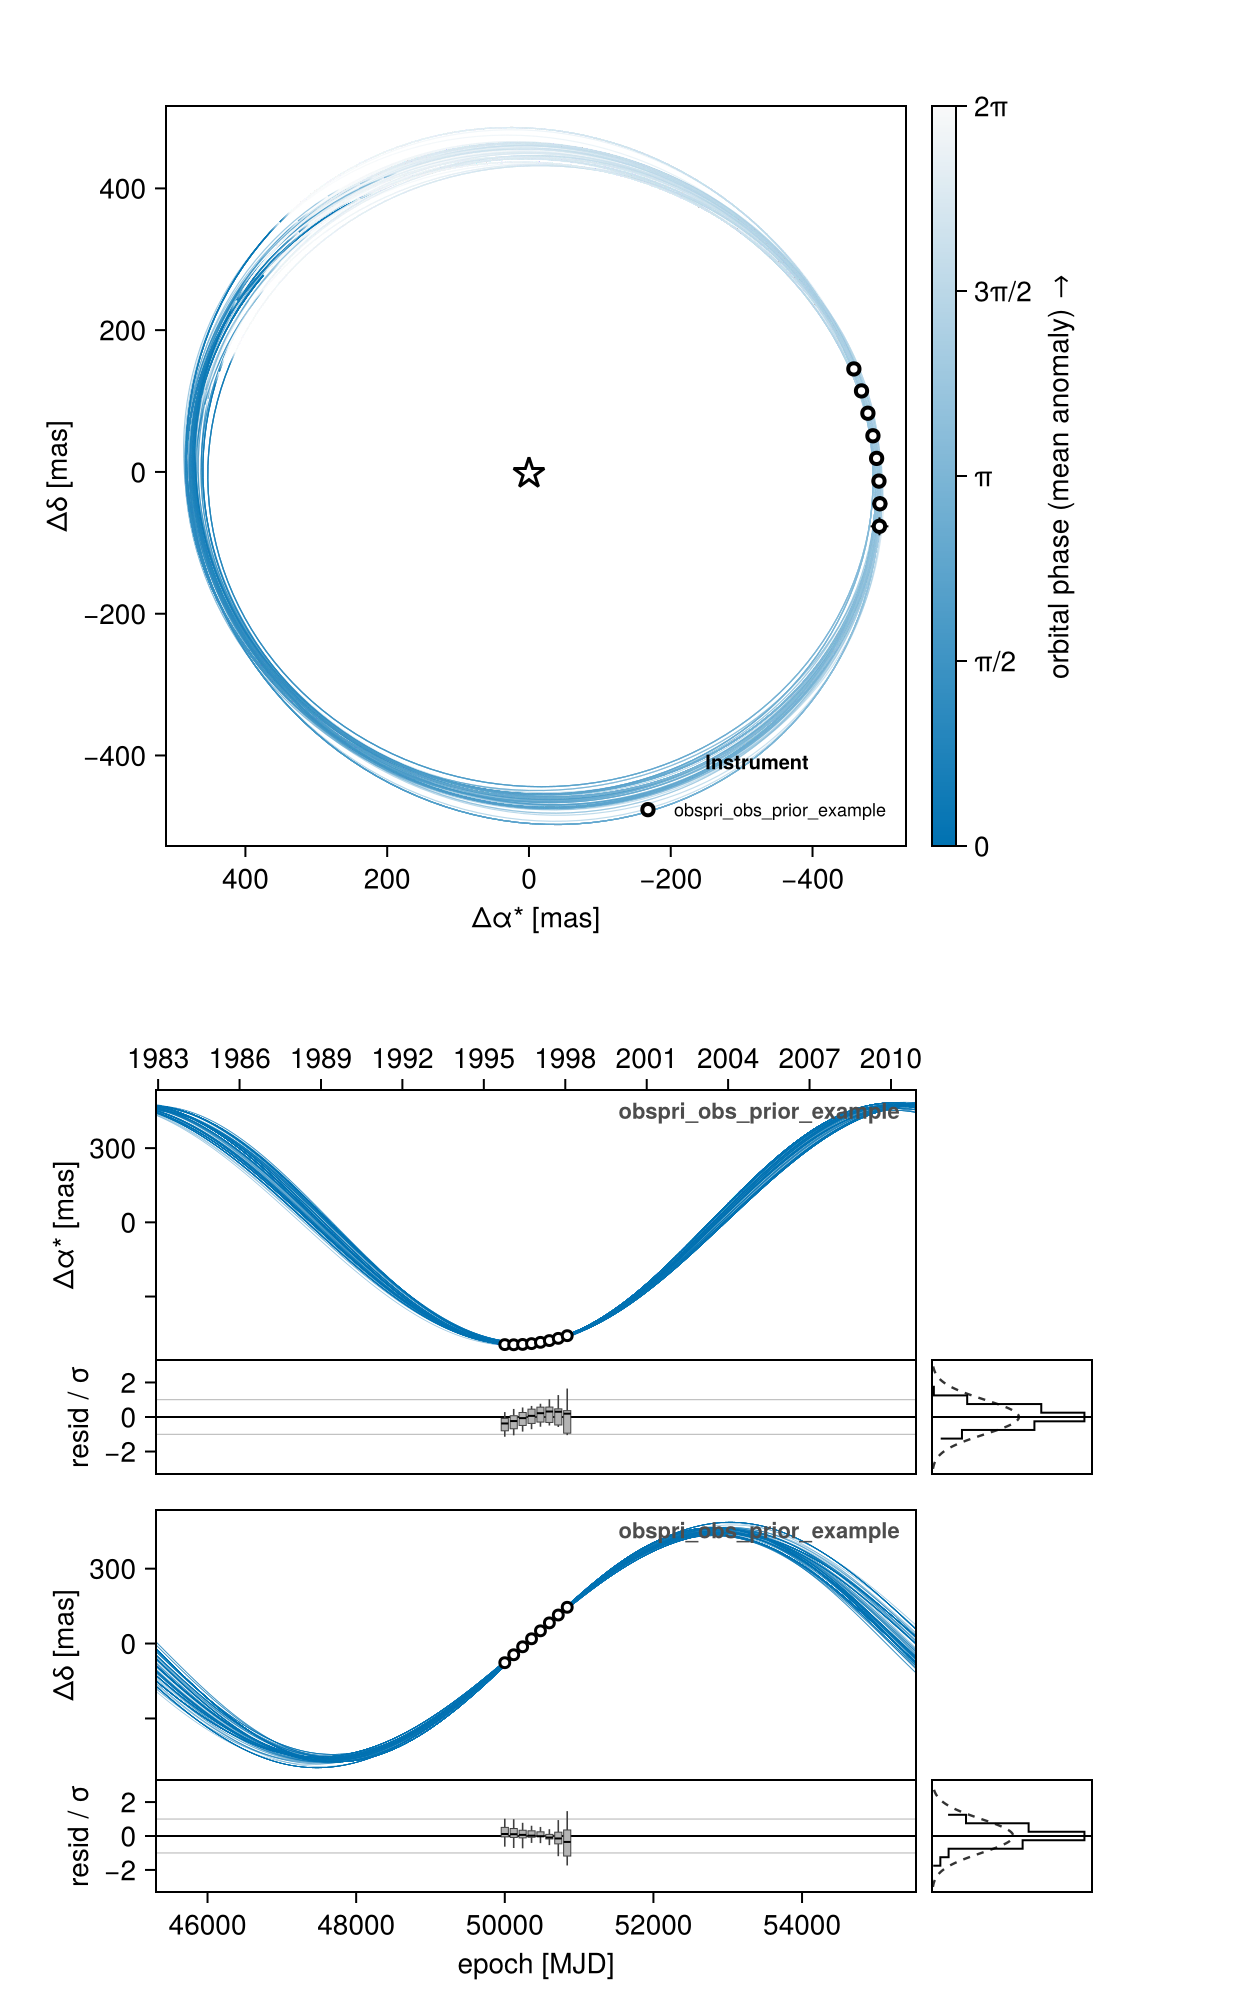 400
200
0
−200
−400
Δδ [mas]
400
200
0
−200
−400
Δα* [mas]
Instrument
obspri_obs_prior_example
2π
3π/2
π
π/2
0
orbital phase (mean anomaly) →
1983
1986
1989
1992
1995
1998
2001
2004
2007
2010
obspri_obs_prior_example
300
0
Δα* [mas]
2
0
−2
resid / σ
obspri_obs_prior_example
300
0
Δδ [mas]
2
0
−2
resid / σ
46000
48000
50000
52000
54000
epoch [MJD]